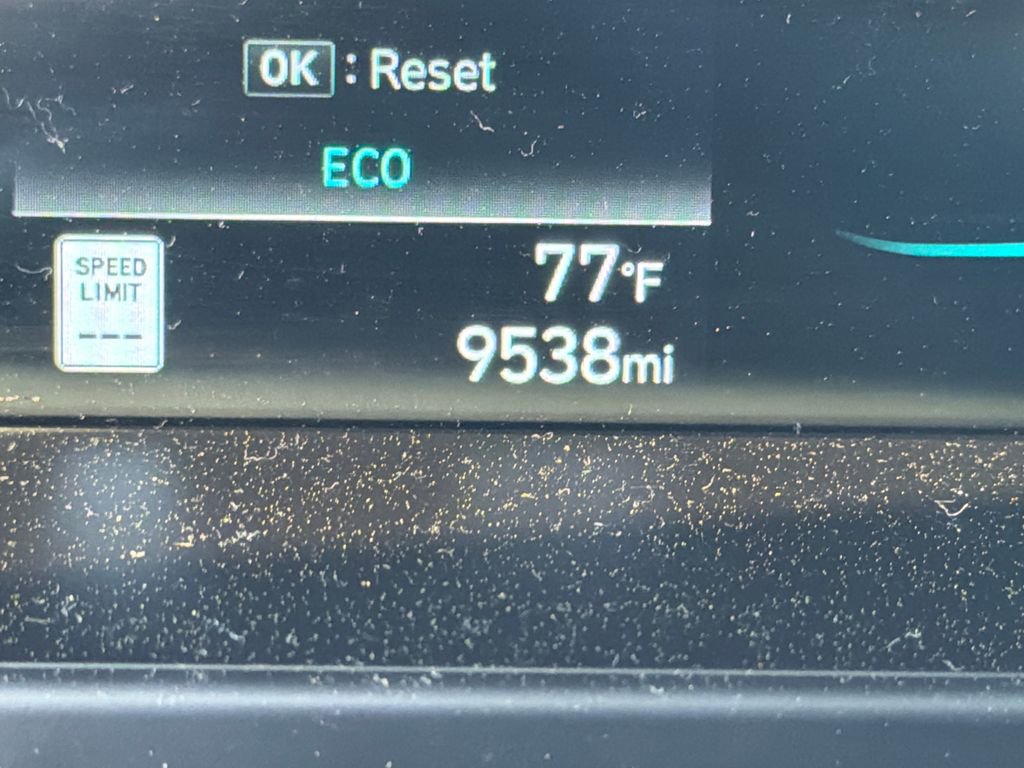 OK : Reset
ECO
SPEED
LIMIT
---
77°F
9538mi